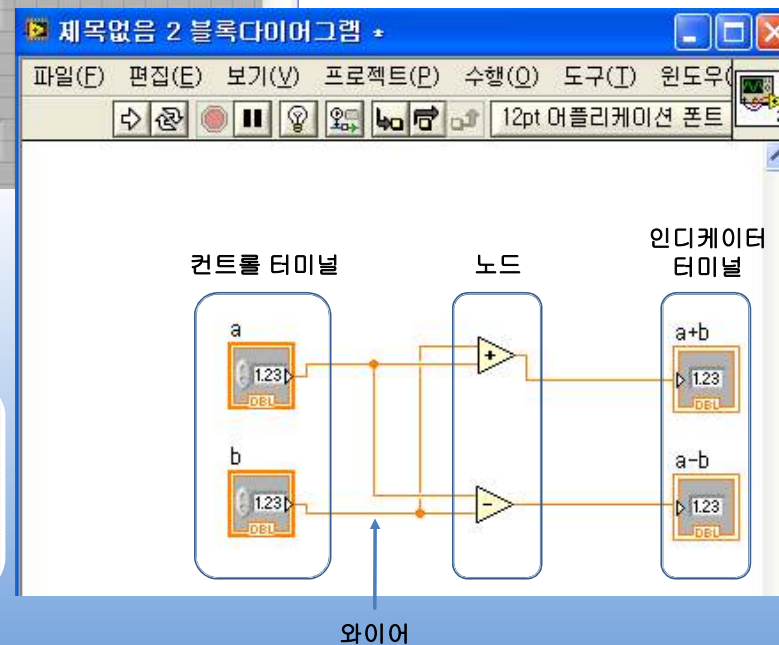 제목없음 2 블록다이어그램 *
파일(F) 편집(E) 보기(V) 프로젝트(P) 수행(O) 도구(T) 윈도우(
12pt 어플리케이션 폰트
컨트롤 터미널
노드
인디케이터
터미널
a
1.23
DBL
b
1.23
DBL
+
-
a+b
1.23
DBL
a-b
1.23
DBL
와이어